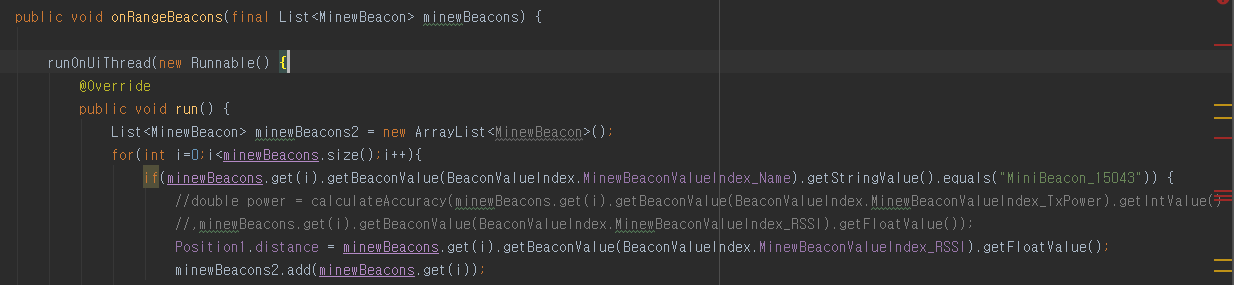 public void onRangeBeacons(final List<MinewBeacon> minewBeacons) {
runOnUiThread(new Runnable() {
@Override
public void run() {
List<MinewBeacon> minewBeacons2 = new ArrayList<MinewBeacon>();
for(int i=0;i<minewBeacons.size();i++){
if(minewBeacons.get(i).getBeaconValue(BeaconValueIndex.MinewBeaconValueIndex_Name).getStringValue().equals("MiniBeacon_15043")) {
//double power = calculateAccuracy(minewBeacons.get(i).getBeaconValue(BeaconValueIndex.MinewBeaconValueIndex_TxPower).getIntValue()
//,minewBeacons.get(i).getBeaconValue(BeaconValueIndex.MinewBeaconValueIndex_RSSI).getFloatValue());
Position1.distance = minewBeacons.get(i).getBeaconValue(BeaconValueIndex.MinewBeaconValueIndex_RSSI).getFloatValue();
minewBeacons2.add(minewBeacons.get(i));